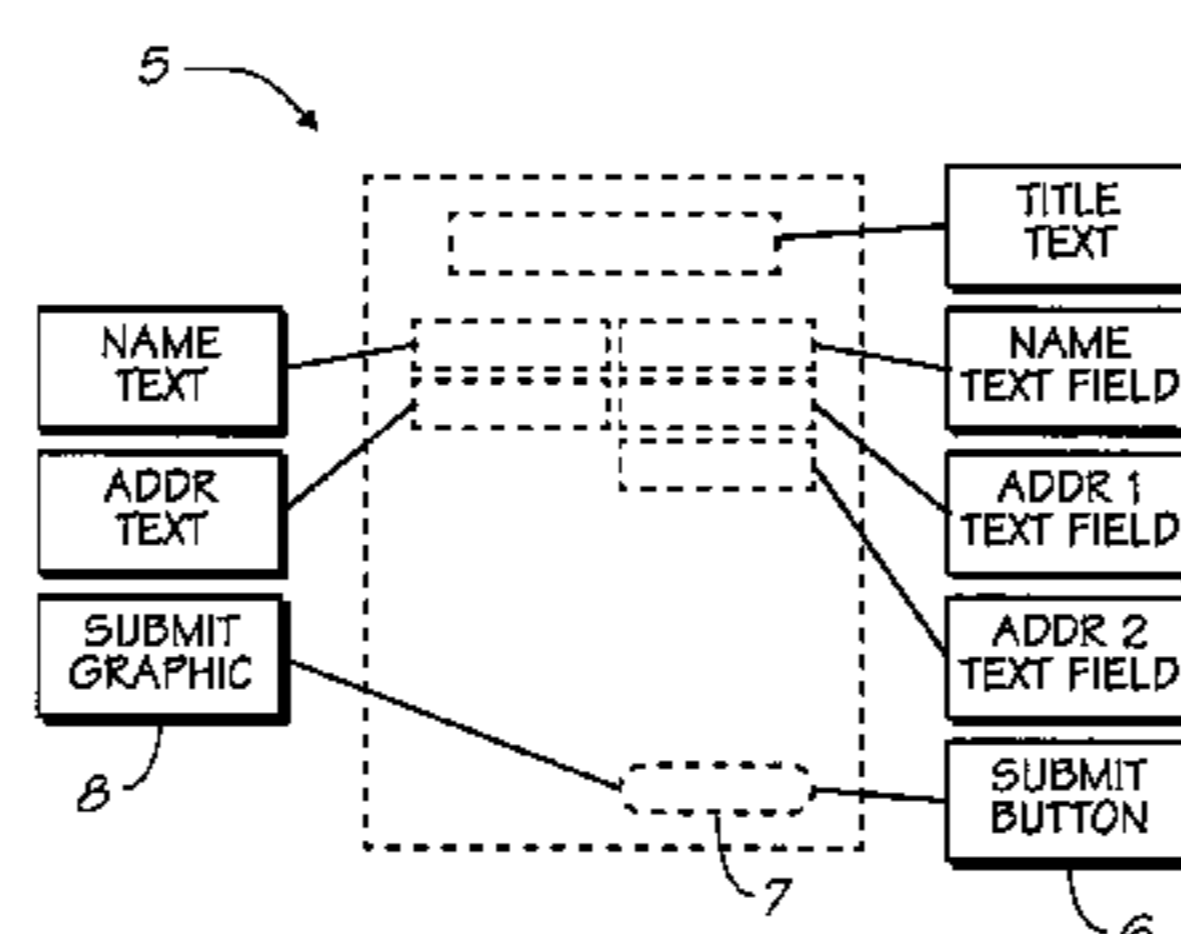 5
TITLE
TEXT
NAME
TEXT
NAME
TEXT FIELD
ADDR
TEXT
ADDR 1
TEXT FIELD
SUBMIT
GRAPHIC
ADDR 2
TEXT FIELD
SUBMIT
BUTTON
8
7
6